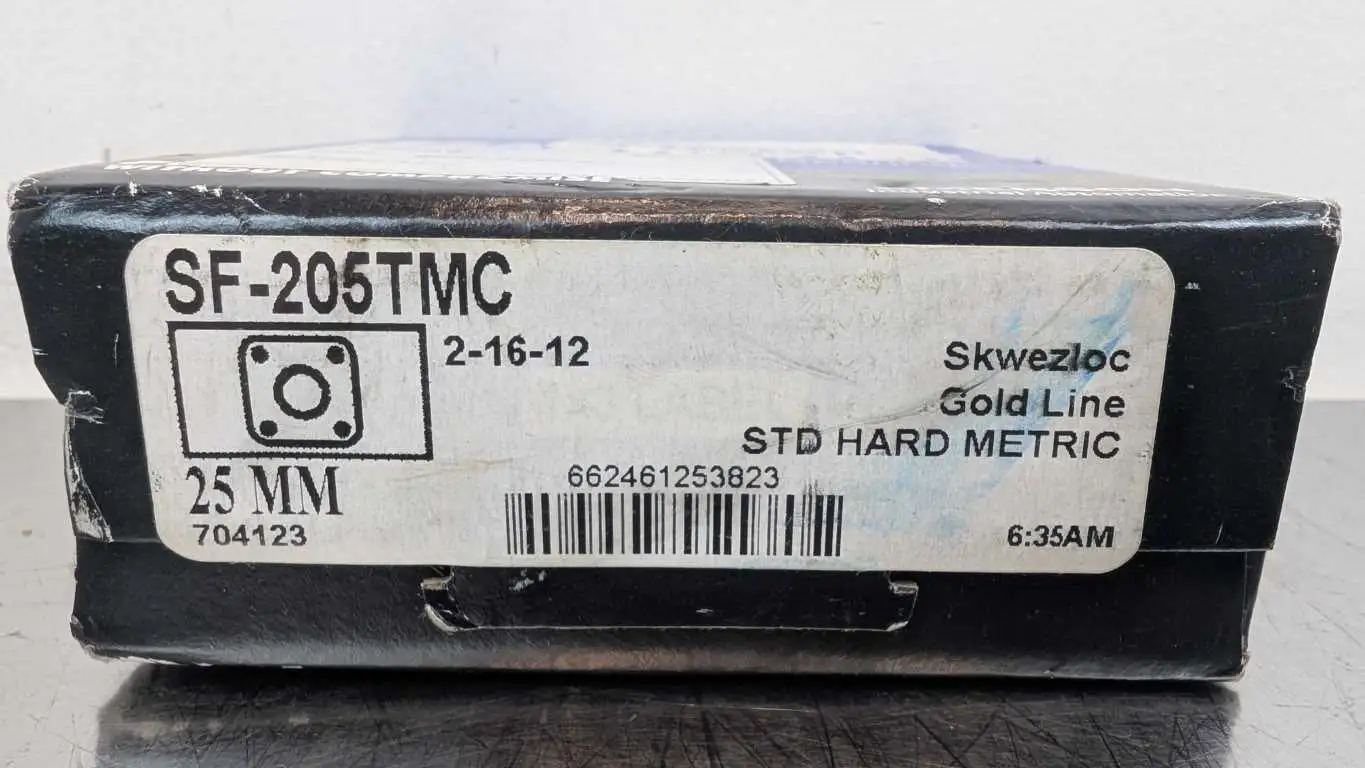 SF-205TMC
2-16-12
Skwezloc
Gold Line
STD HARD METRIC
25 MM
662461253823
704123
6:35AM